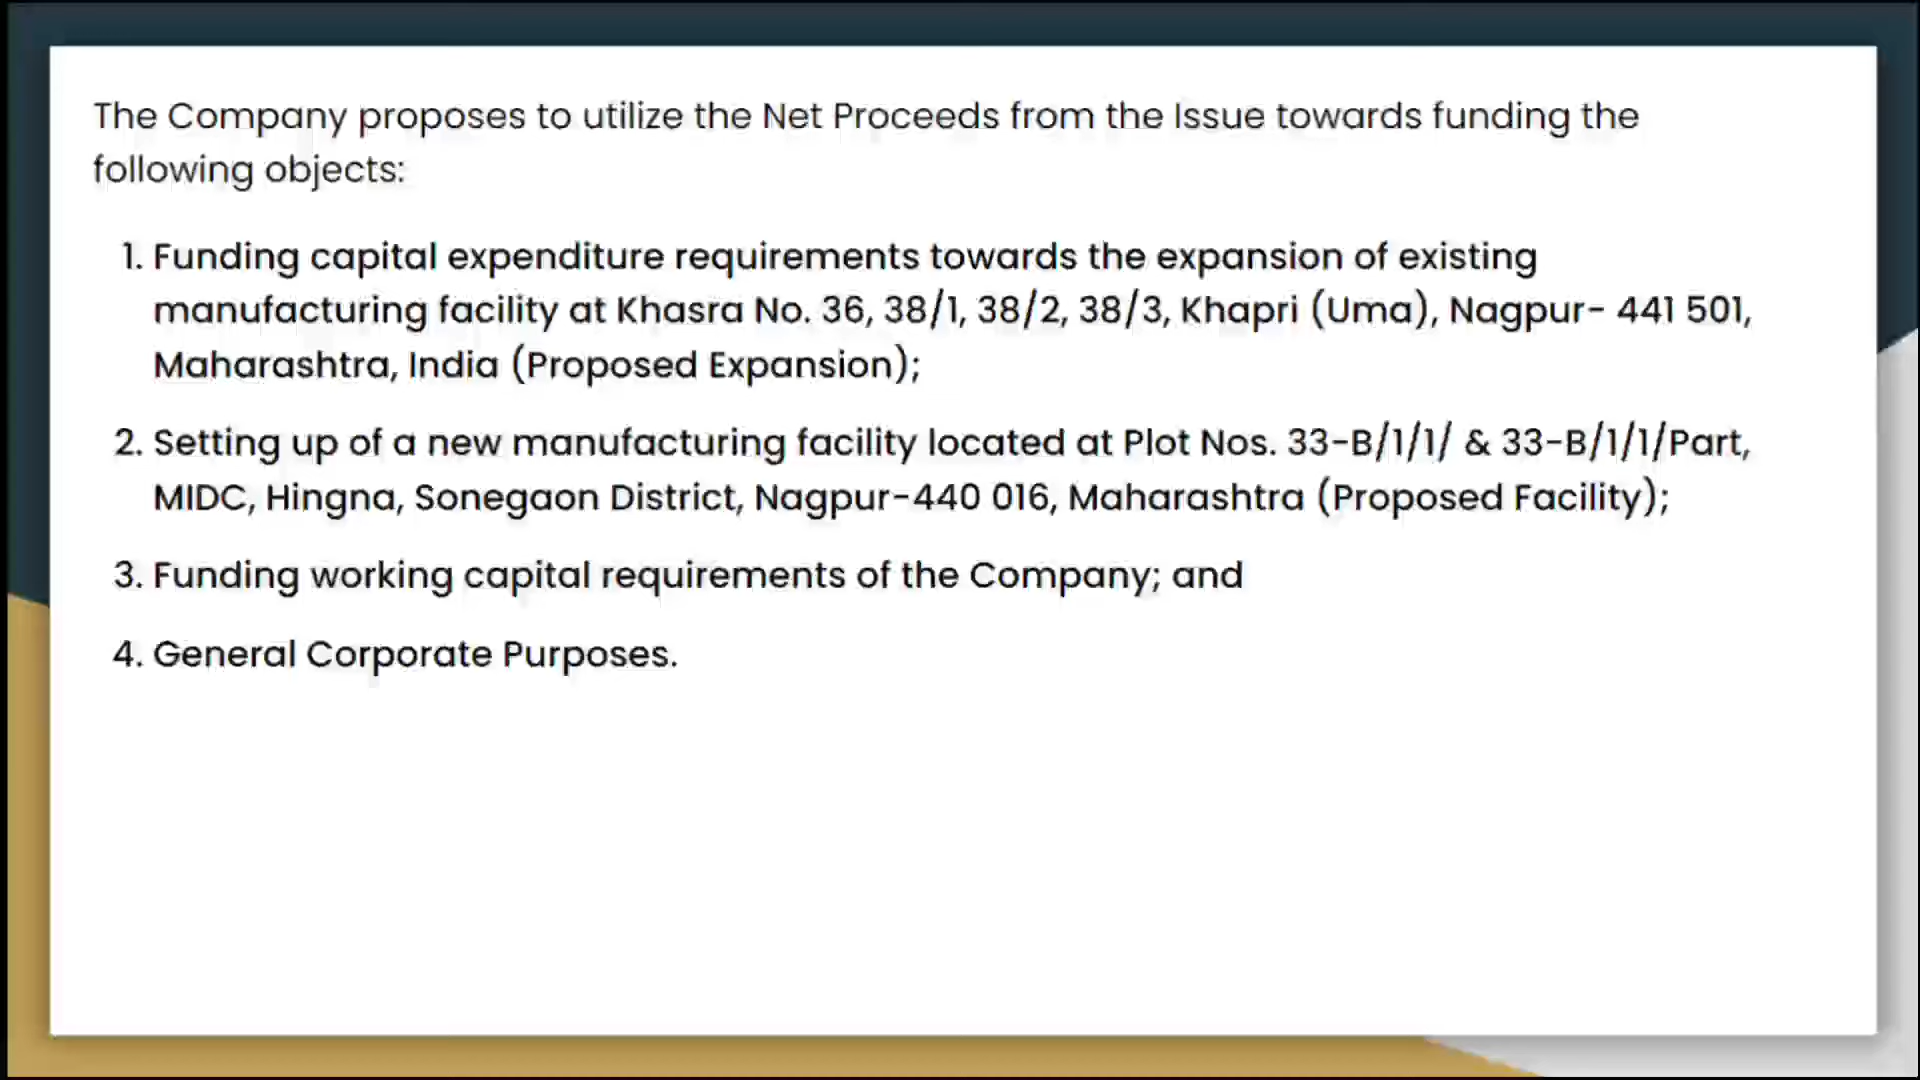 The Company proposes to utilize the Net Proceeds from the Issue towards funding the
following objects:
1. Funding capital expenditure requirements towards the expansion of existing
manufacturing facility at Khasra No. 36, 38/1, 38/2, 38/3, Khapri (Uma), Nagpur- 441 501,
Maharashtra, India (Proposed Expansion);
2. Setting up of a new manufacturing facility located at Plot Nos. 33-B/1/1/ & 33-B/1/1/Part,
MIDC, Hingna, Sonegaon District, Nagpur-440 016, Maharashtra (Proposed Facility);
3. Funding working capital requirements of the Company; and
4. General Corporate Purposes.